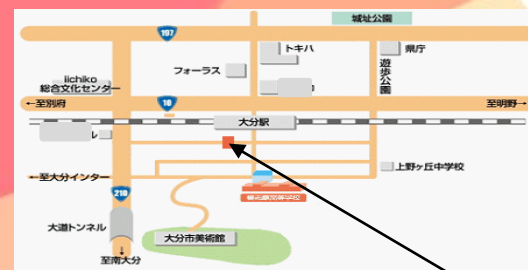 城址公園
197
トキハ
県庁
フォーラス
遊歩公園
iichiko
総合文化センター
←至別府
10
至明野→
大分駅
ル
上野ヶ丘中学校
←至大分インター
210
大道トンネル
大分市美術館
↓
至南大分